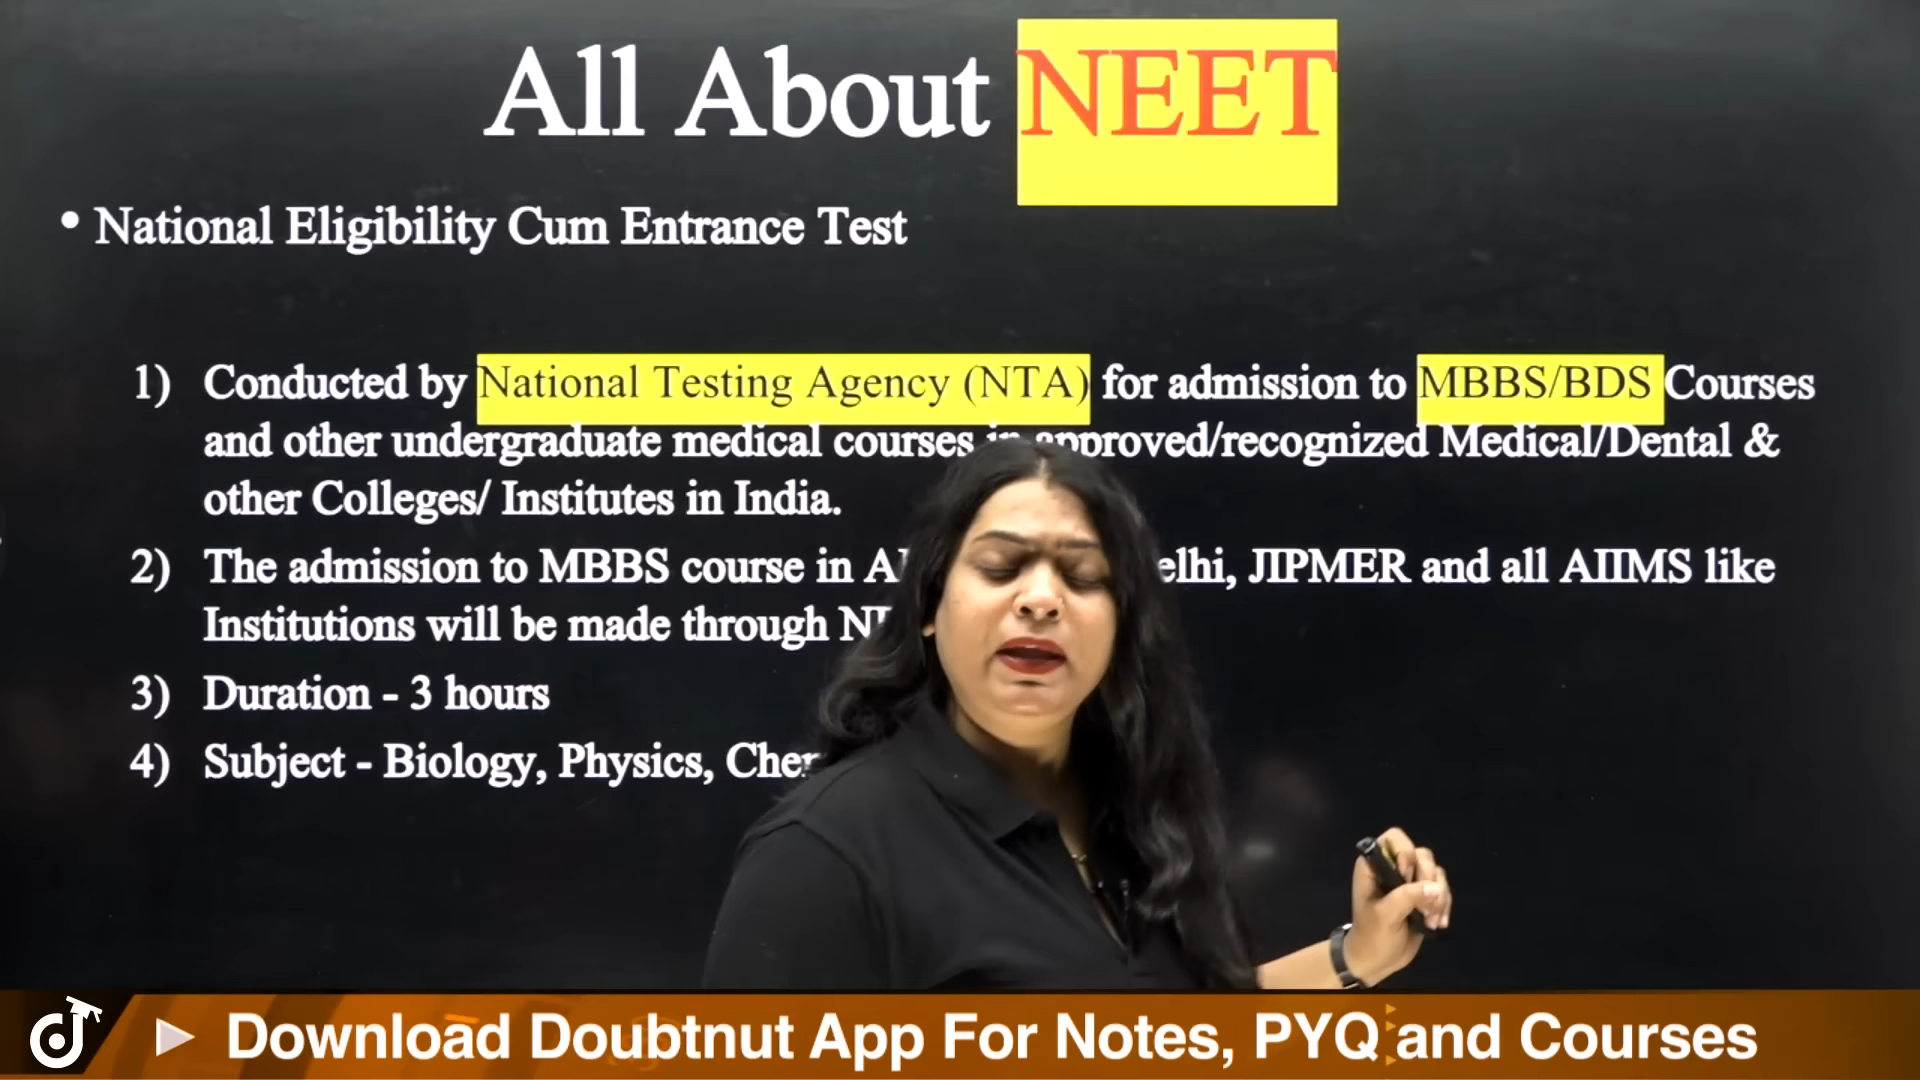 All About NEET
• National Eligibility Cum Entrance Test
1) Conducted by National Testing Agency (NTA) for admission to MBBS/BDS Courses
and other undergraduate medical courses in approved/recognized Medical/Dental &
other Colleges/ Institutes in India.
2) The admission to MBBS course in JIPMER and all AIIMS like
Institutions will be made through
3) Duration - 3 hours
4) Subject - Biology, Physics,
Download Doubtnut App For Notes, PYQ and Courses